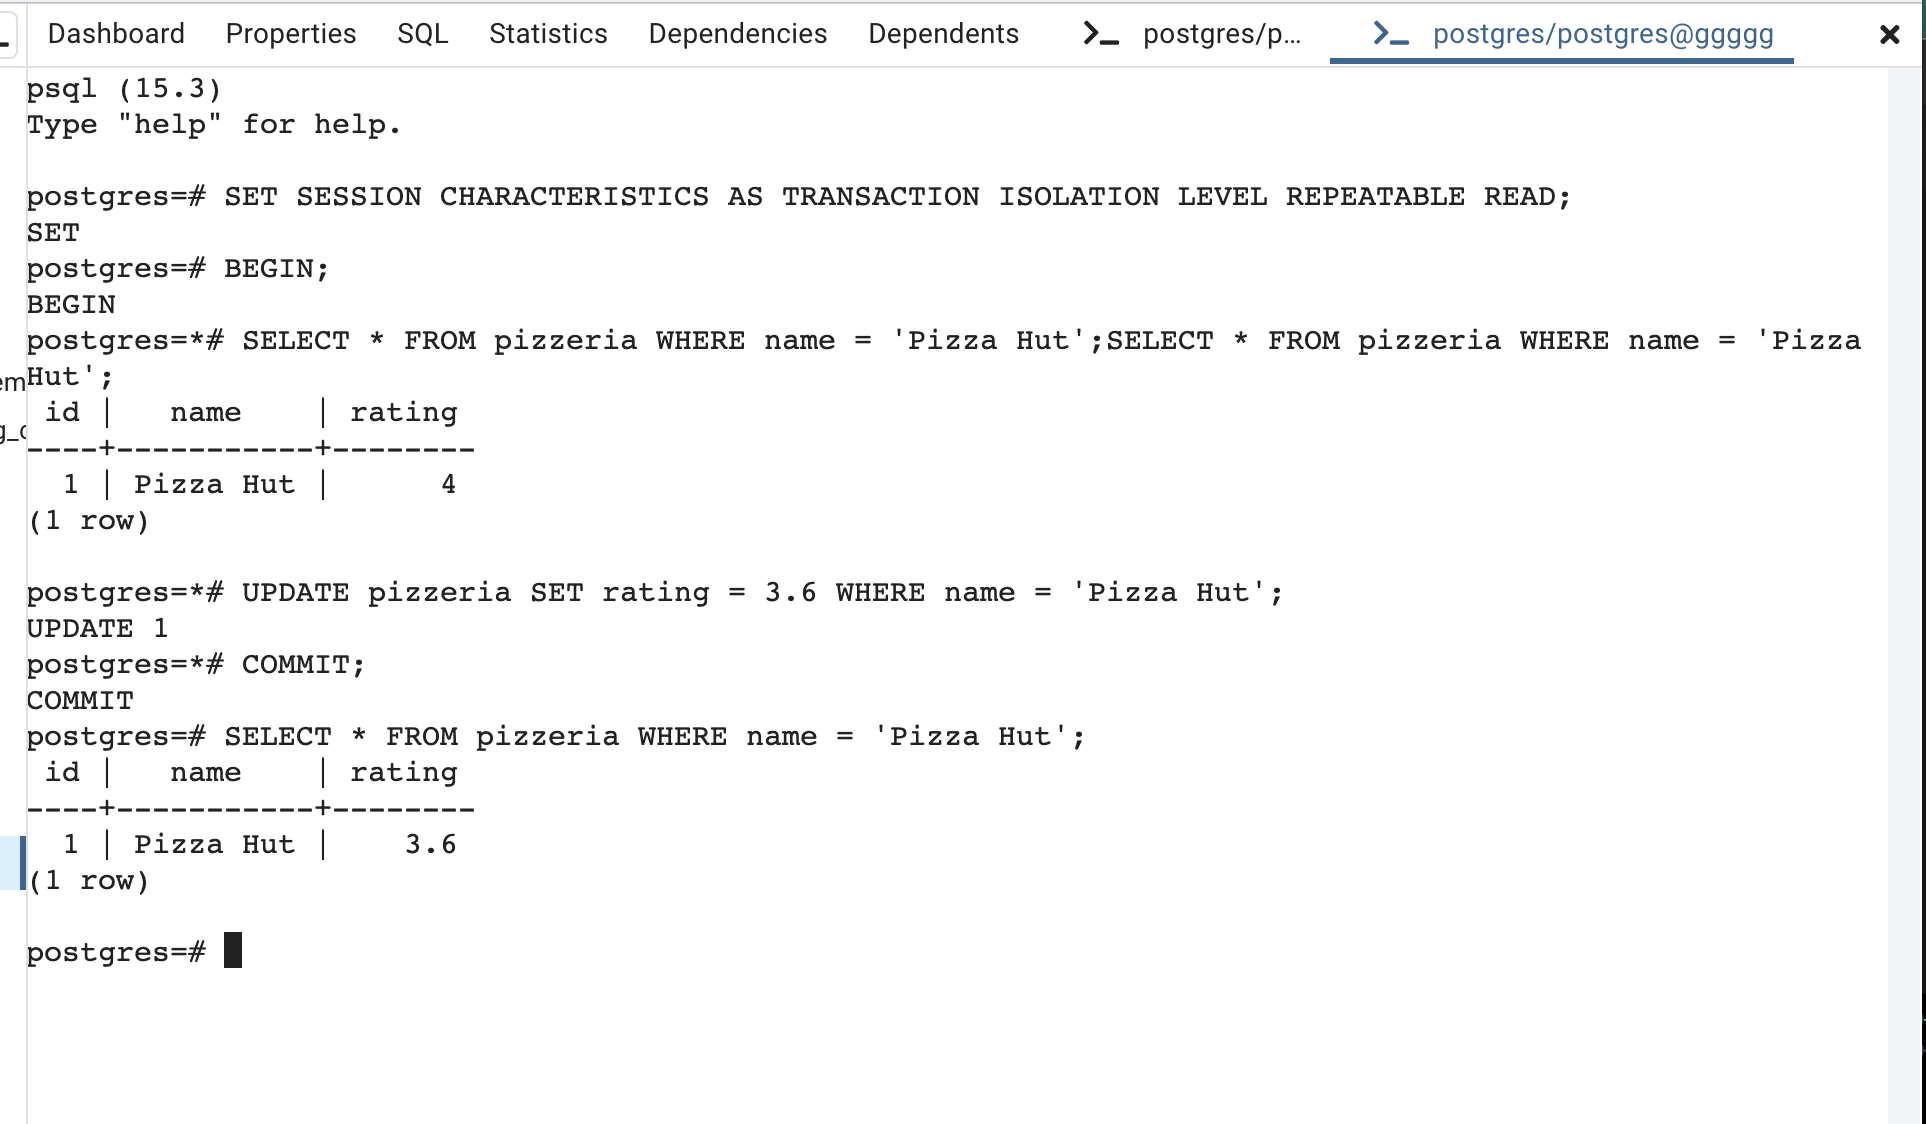 Dashboard Properties SQL Statistics Dependencies Dependents >_ postgres/p... >_ postgres/postgres@ggggg
psql (15.3)
Type "help" for help.
postgres=# SET SESSION CHARACTERISTICS AS TRANSACTION ISOLATION LEVEL REPEATABLE READ;
SET
postgres=# BEGIN;
BEGIN
postgres=*# SELECT * FROM pizzeria WHERE name = 'Pizza Hut';SELECT * FROM pizzeria WHERE name = 'Pizza
Hut';
 id |   name    | rating
----+-----------+--------
  1 | Pizza Hut |      4
(1 row)
postgres=*# UPDATE pizzeria SET rating = 3.6 WHERE name = 'Pizza Hut';
UPDATE 1
postgres=*# COMMIT;
COMMIT
postgres=# SELECT * FROM pizzeria WHERE name = 'Pizza Hut';
 id |   name    | rating
----+-----------+--------
  1 | Pizza Hut |    3.6
(1 row)
postgres=#